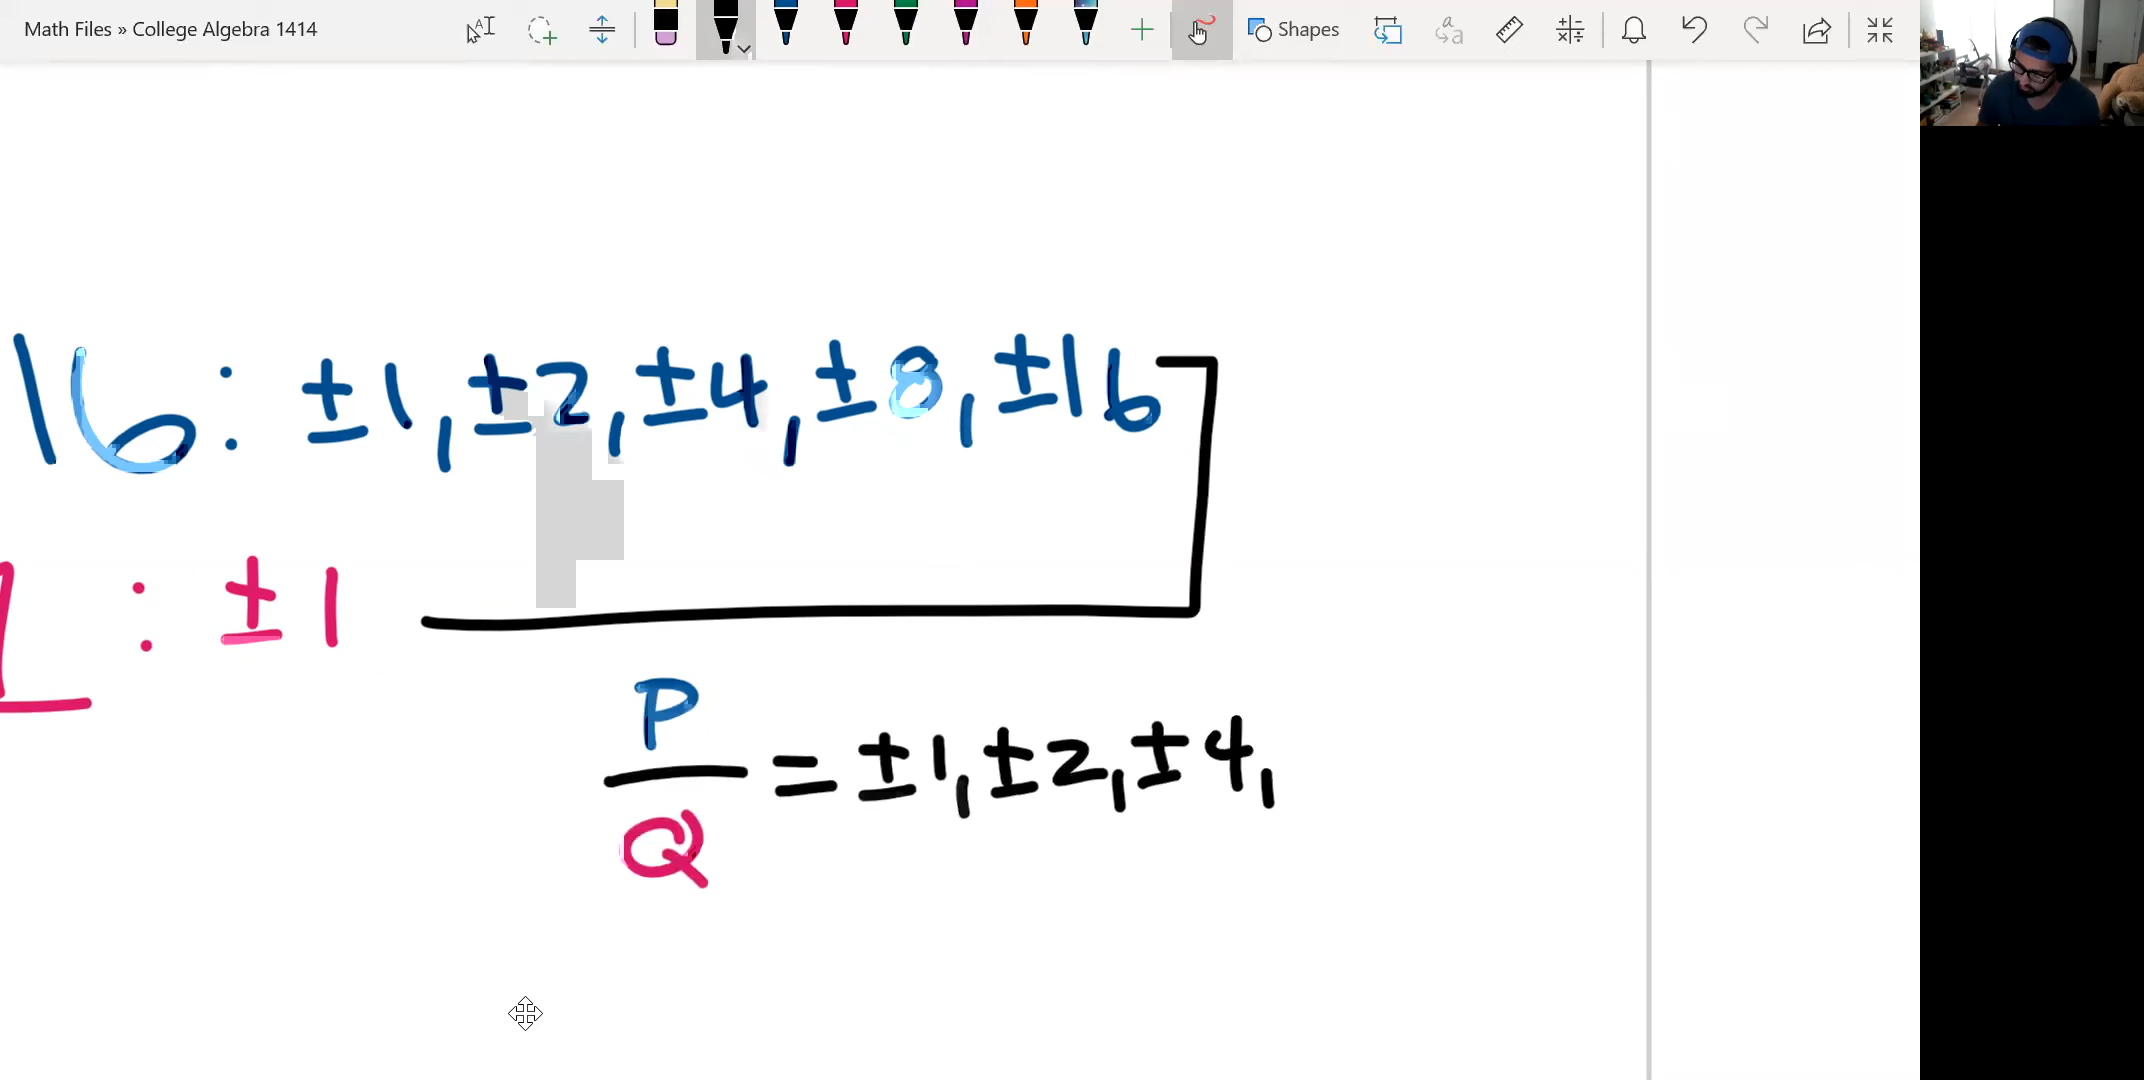 Math Files » College Algebra 1414
Shapes
16: ±1, ±2, ±4, ±8, ±16
1 : ±1
P
Q
= ±1, ±2, ±4,